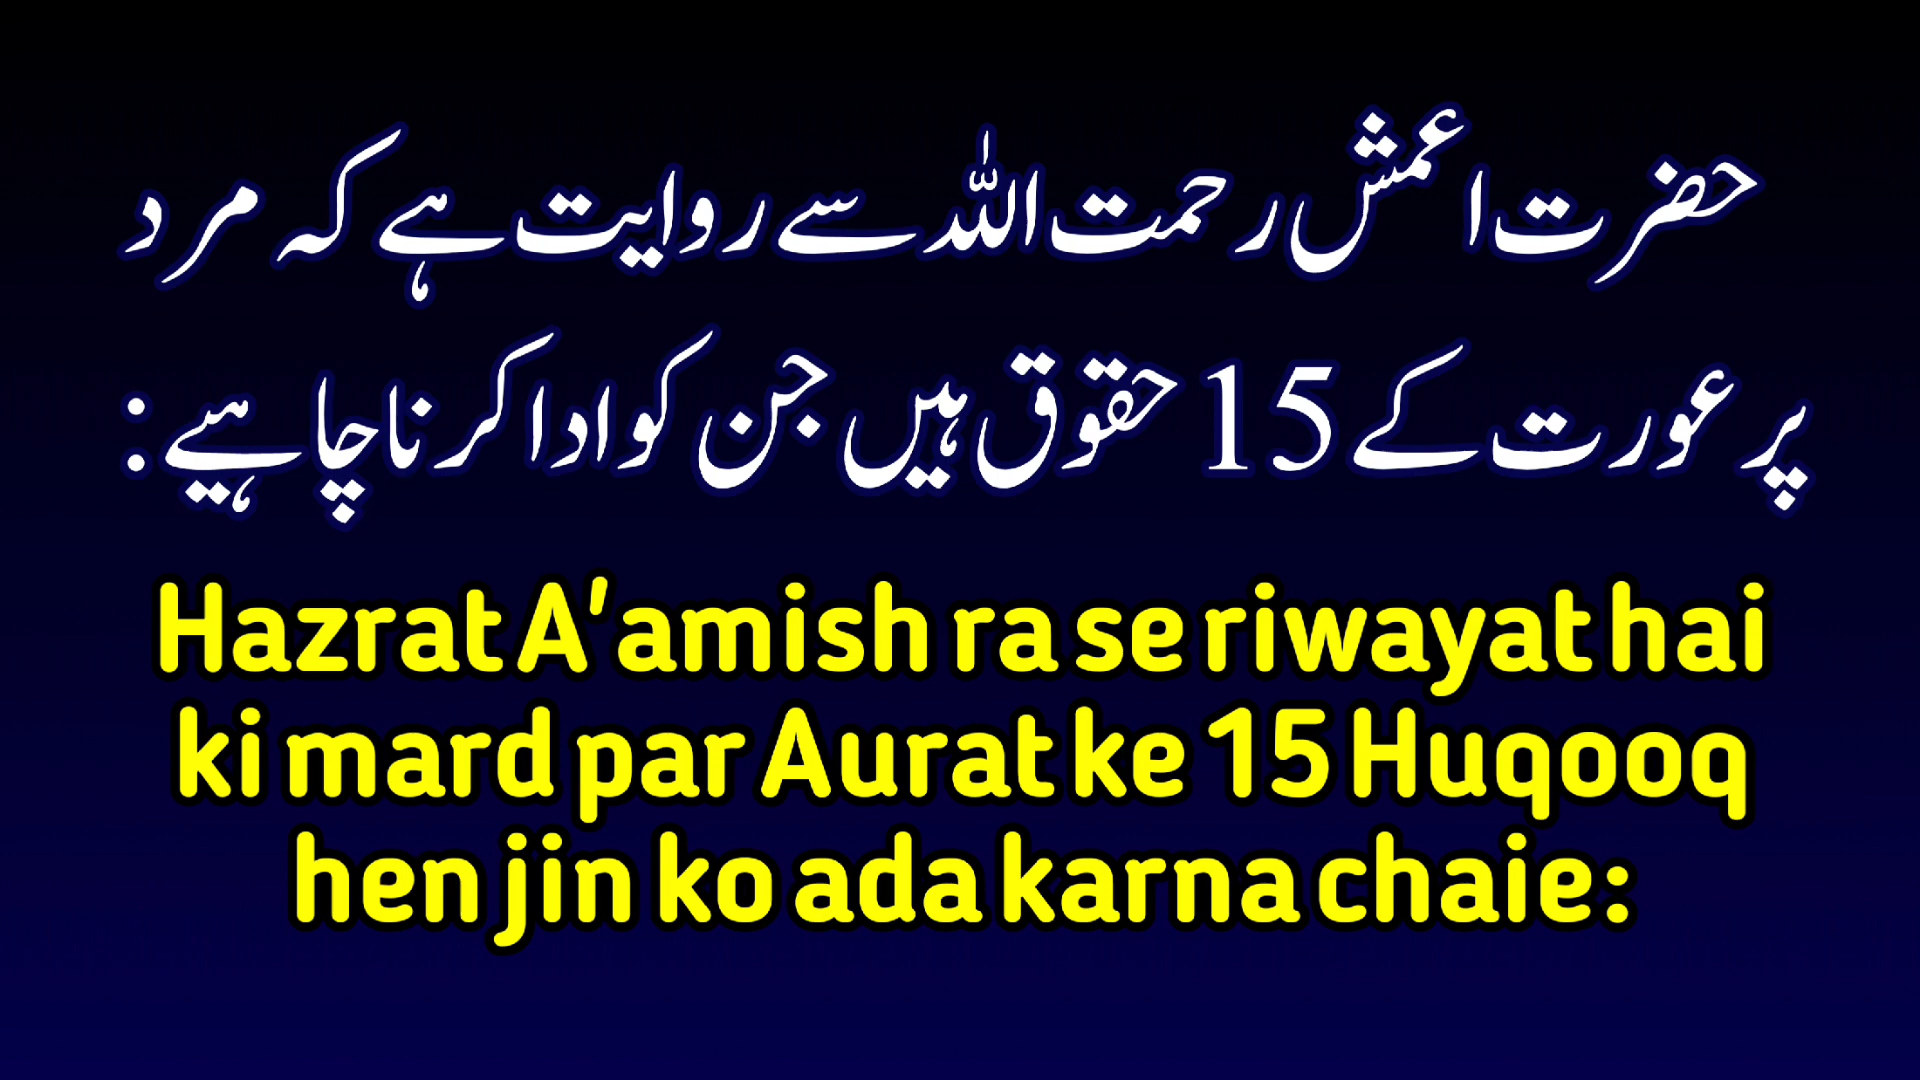 حضرت اعمش رحمت اللہ سے روایت ہے کہ مرد
پر عورت کے 15 حقوق ہیں جن کو ادا کرنا چاہیے:
Hazrat A'amish ra se riwayat hai
ki mard par Aurat ke 15 Huqooq
hen jin ko ada karna chaie: